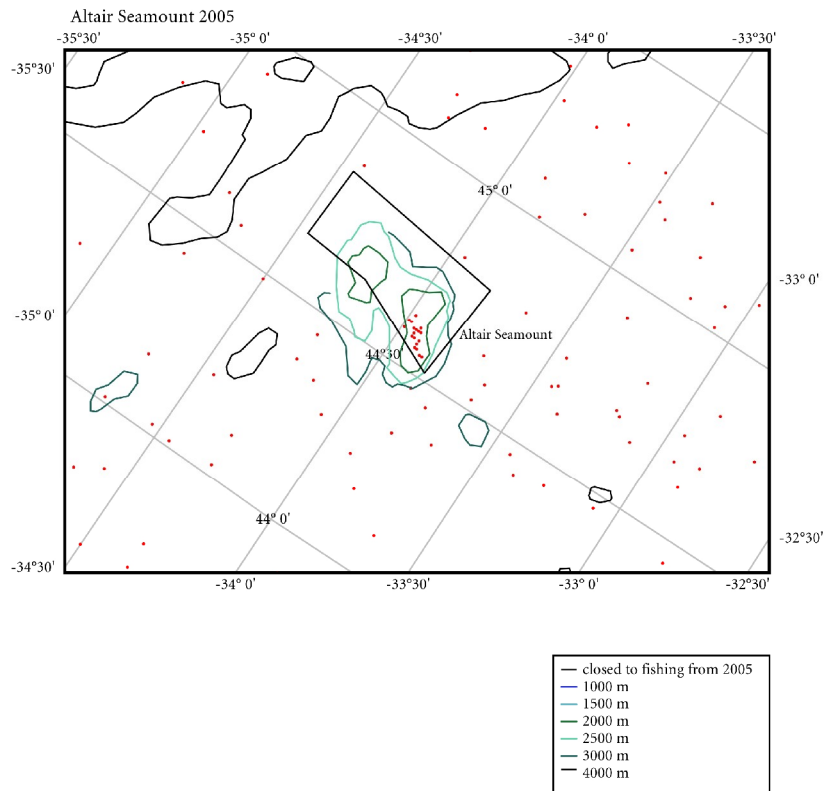 Altair Seamount 2005
-35°30' -35° 0' -34°30' -34° 0' -33°30'
-35°30'
45° 0'
-33° 0'
-35° 0'
Altair Seamount
44°30'
44° 0'
-32°30'
-34°30'
-34° 0' -33°30' -33° 0' -32°30'
closed to fishing from 2005
1000 m
1500 m
2000 m
2500 m
3000 m
4000 m